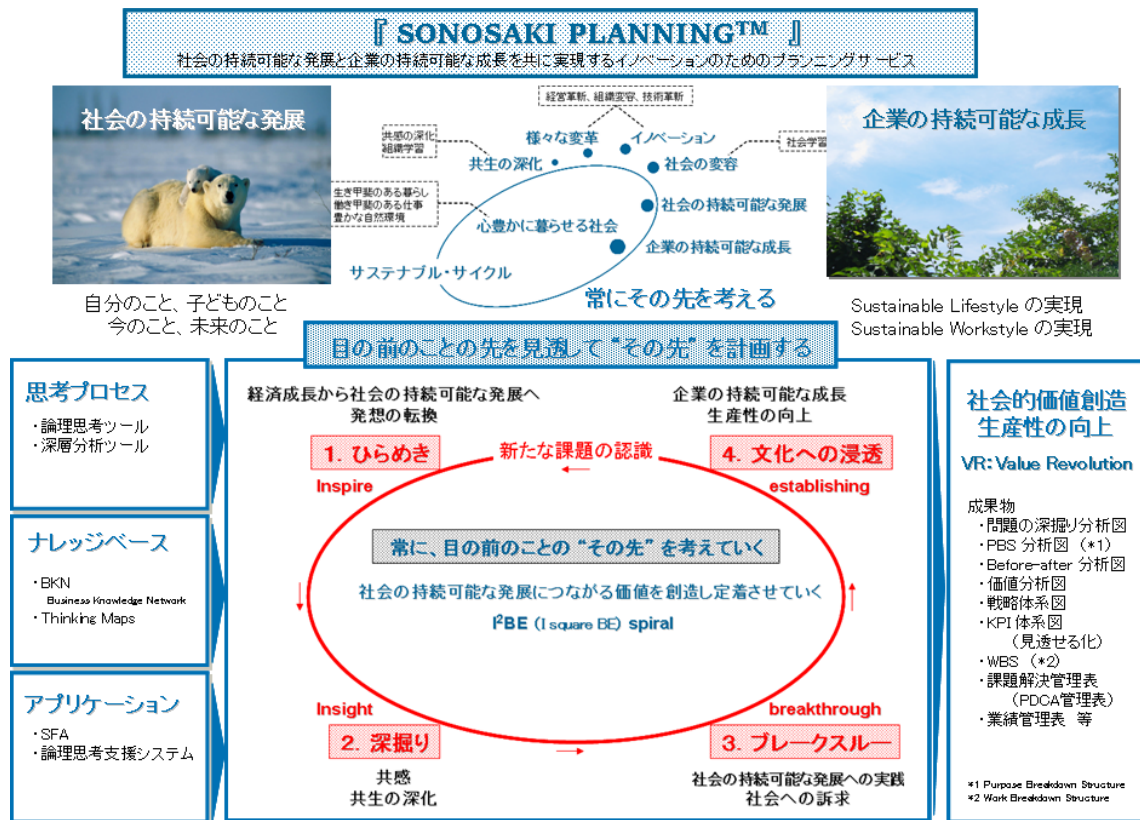 『 SONOSAKI PLANNING™ 』
社会の持続可能な発展と企業の持続可能な成長を共に実現するイノベーションのためのプランニングサービス
社会の持続可能な発展
自分のこと、子どものこと
今のこと、未来のこと
経営革新、組織変容、技術革新
共感の深化
組織学習
様々な変革
イノベーション
社会学習
共生の深化
社会の変容
生き甲斐のある暮らし
働き甲斐のある仕事
豊かな自然環境
社会の持続可能な発展
心豊かに暮らせる社会
企業の持続可能な成長
サステナブル・サイクル
常にその先を考える
企業の持続可能な成長
Sustainable Lifestyle の実現
Sustainable Workstyle の実現
目の前のことの先を見透して“その先”を計画する
思考プロセス
・論理思考ツール
・深層分析ツール
ナレッジベース
・BKN
Business Knowledge Network
・Thinking Maps
アプリケーション
・SFA
・論理思考支援システム
経済成長から社会の持続可能な発展へ
発想の転換
1. ひらめき
Inspire
新たな課題の認識
企業の持続可能な成長
生産性の向上
4. 文化への浸透
establishing
常に、目の前のことの“その先”を考えていく
社会の持続可能な発展につながる価値を創造し定着させていく
I²BE (I square BE) spiral
Insight
2. 深掘り
共感
共生の深化
breakthrough
3. ブレークスルー
社会の持続可能な発展への実践
社会への訴求
社会的価値創造
生産性の向上
VR: Value Revolution
成果物
・問題の深掘り分析図
・PBS 分析図 (*1)
・Before-after 分析図
・価値分析図
・戦略体系図
・KPI 体系図
(見透せる化)
・WBS (*2)
・課題解決管理表
(PDCA管理表)
・業績管理表 等
*1 Purpose Breakdown Structure
*2 Work Breakdown Structure